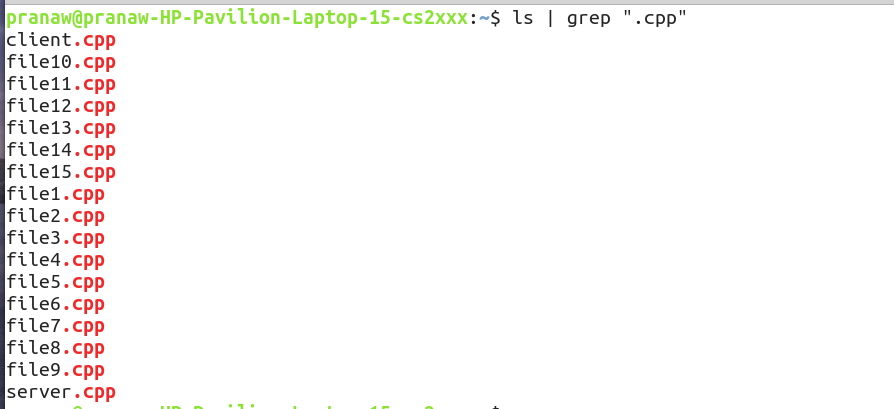 pranaw@pranaw-HP-Pavilion-Laptop-15-cs2xxx:~$ ls | grep ".cpp"
client.cpp
file10.cpp
file11.cpp
file12.cpp
file13.cpp
file14.cpp
file15.cpp
file1.cpp
file2.cpp
file3.cpp
file4.cpp
file5.cpp
file6.cpp
file7.cpp
file8.cpp
file9.cpp
server.cpp